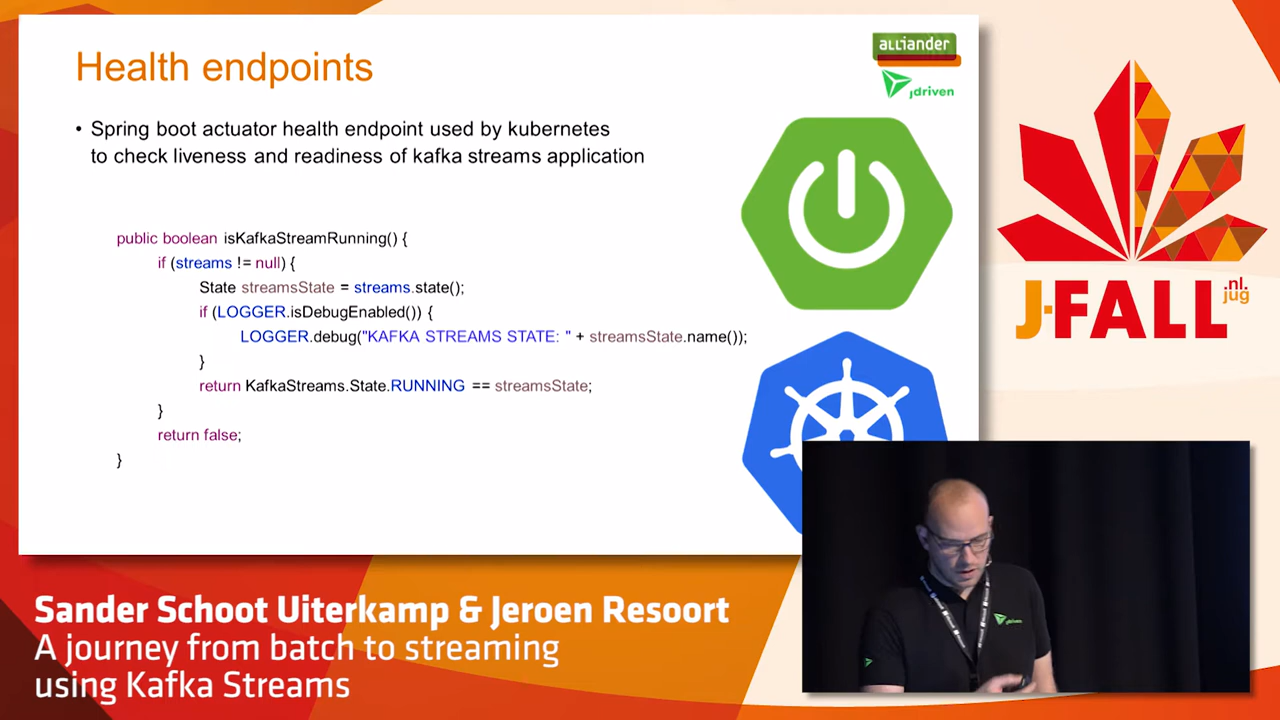 Health endpoints
alliander
jdriven
• Spring boot actuator health endpoint used by kubernetes
to check liveness and readiness of kafka streams application
public boolean isKafkaStreamRunning() {
if (streams != null) {
State streamsState = streams.state();
if (LOGGER.isDebugEnabled()) {
LOGGER.debug("KAFKA STREAMS STATE: " + streamsState.name());
}
return KafkaStreams.State.RUNNING == streamsState;
}
return false;
}
J-FALL
.nl.
jug
jdriven
Sander Schoot Uiterkamp & Jeroen Resoort
A journey from batch to streaming
using Kafka Streams